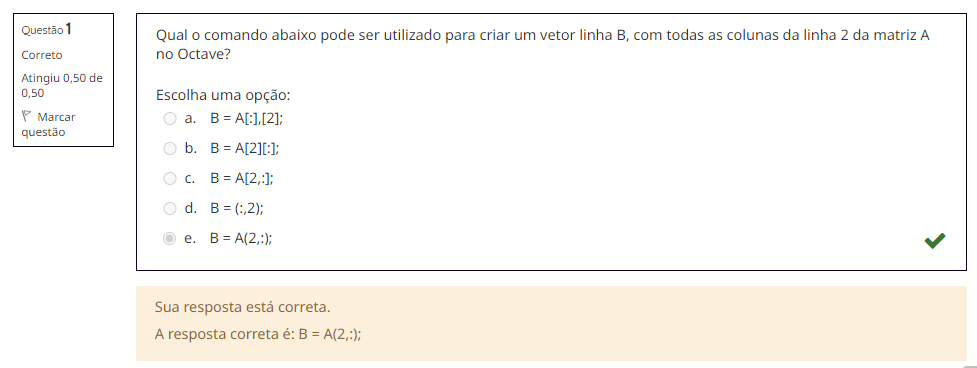 Questão 1
Correto
Atingiu 0,50 de
0,50
Marcar
questão
Qual o comando abaixo pode ser utilizado para criar um vetor linha B, com todas as colunas da linha 2 da matriz A
no Octave?
Escolha uma opção:
a. B = A[:],[2];
b. B = A[2][:];
c. B = A[2,:];
d. B = (:,2);
e. B = A(2,:);
Sua resposta está correta.
A resposta correta é: B = A(2,:);